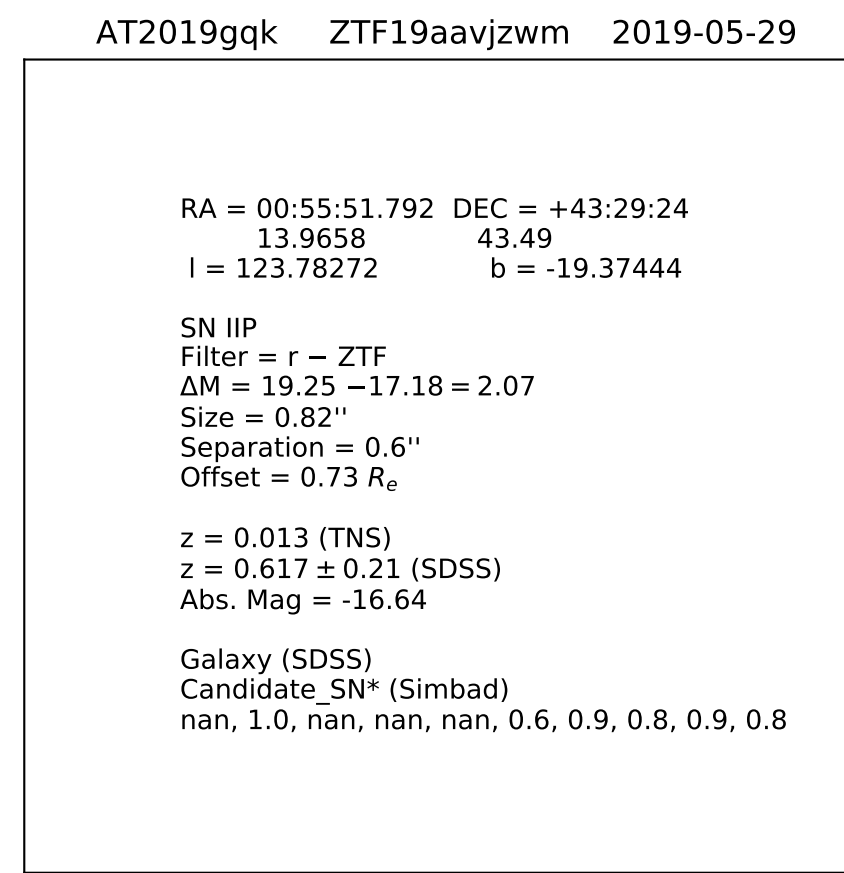 AT2019gqk ZTF19aavjzwm 2019-05-29
RA = 00:55:51.792 DEC = +43:29:24
13.9658 43.49
l = 123.78272 b = -19.37444
SN IIP
Filter = r − ZTF
ΔM = 19.25 −17.18 = 2.07
Size = 0.82''
Separation = 0.6''
Offset = 0.73 Re
z = 0.013 (TNS)
z = 0.617 ± 0.21 (SDSS)
Abs. Mag = -16.64
Galaxy (SDSS)
Candidate_SN* (Simbad)
nan, 1.0, nan, nan, nan, 0.6, 0.9, 0.8, 0.9, 0.8